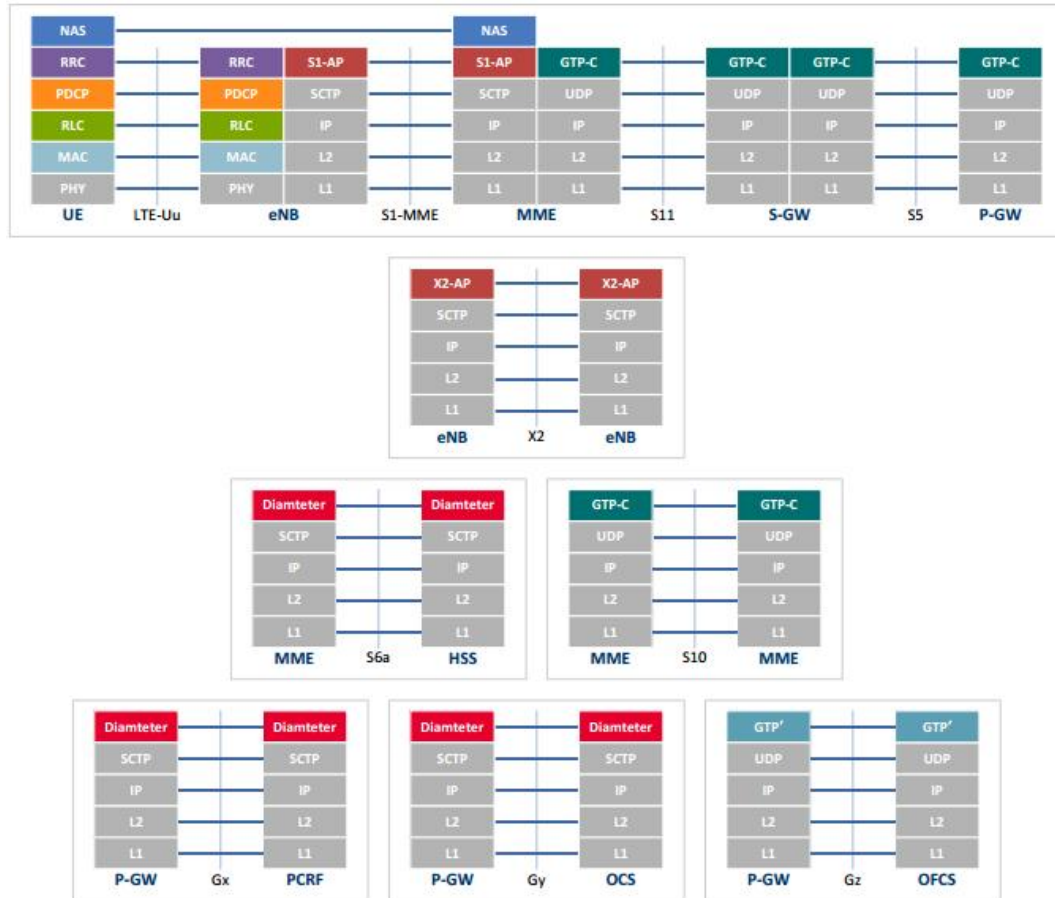 NAS NAS
RRC RRC S1-AP S1-AP GTP-C GTP-C GTP-C GTP-C
PDCP PDCP SCTP SCTP UDP UDP UDP UDP
RLC RLC IP IP IP IP IP IP
MAC MAC L2 L2 L2 L2 L2 L2
PHY PHY L1 L1 L1 L1 L1 L1
UE LTE-Uu eNB S1-MME MME S11 S-GW S5 P-GW
X2-AP X2-AP
SCTP SCTP
IP IP
L2 L2
L1 L1
eNB X2 eNB
Diamteter Diamteter
SCTP SCTP
IP IP
L2 L2
L1 L1
MME S6a HSS
GTP-C GTP-C
UDP UDP
IP IP
L2 L2
L1 L1
MME S10 MME
Diamteter Diamteter
SCTP SCTP
IP IP
L2 L2
L1 L1
P-GW Gx PCRF
Diamteter Diamteter
SCTP SCTP
IP IP
L2 L2
L1 L1
P-GW Gy OCS
GTP' GTP'
UDP UDP
IP IP
L2 L2
L1 L1
P-GW Gz OFCS